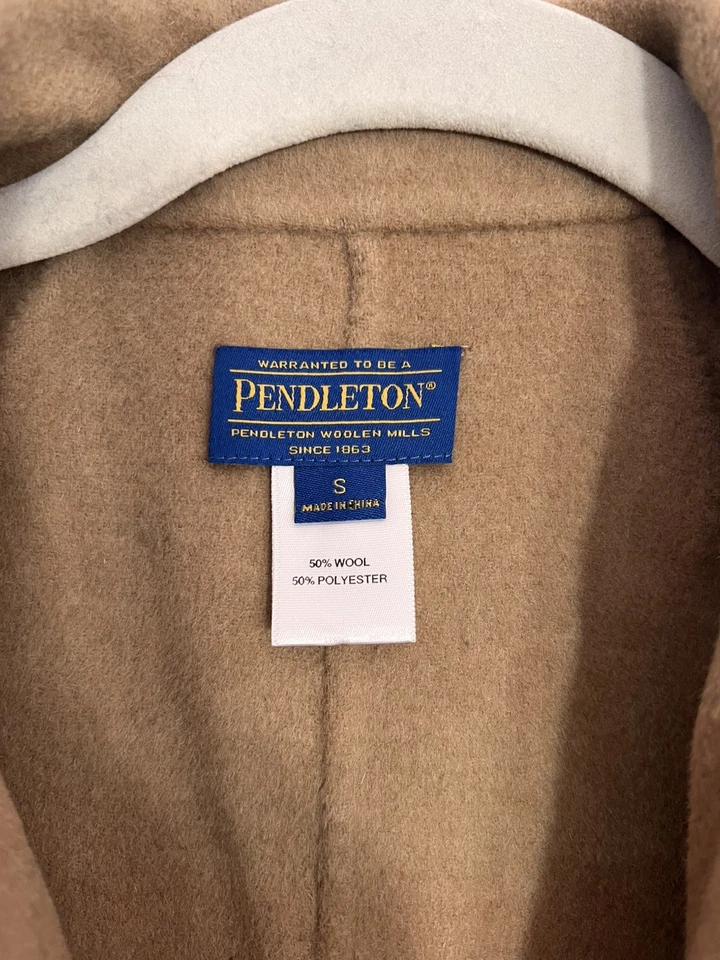 WARRANTED TO BE A
PENDLETON®
PENDLETON WOOLEN MILLS
SINCE 1863
S
MADE IN CHINA
50% WOOL
50% POLYESTER